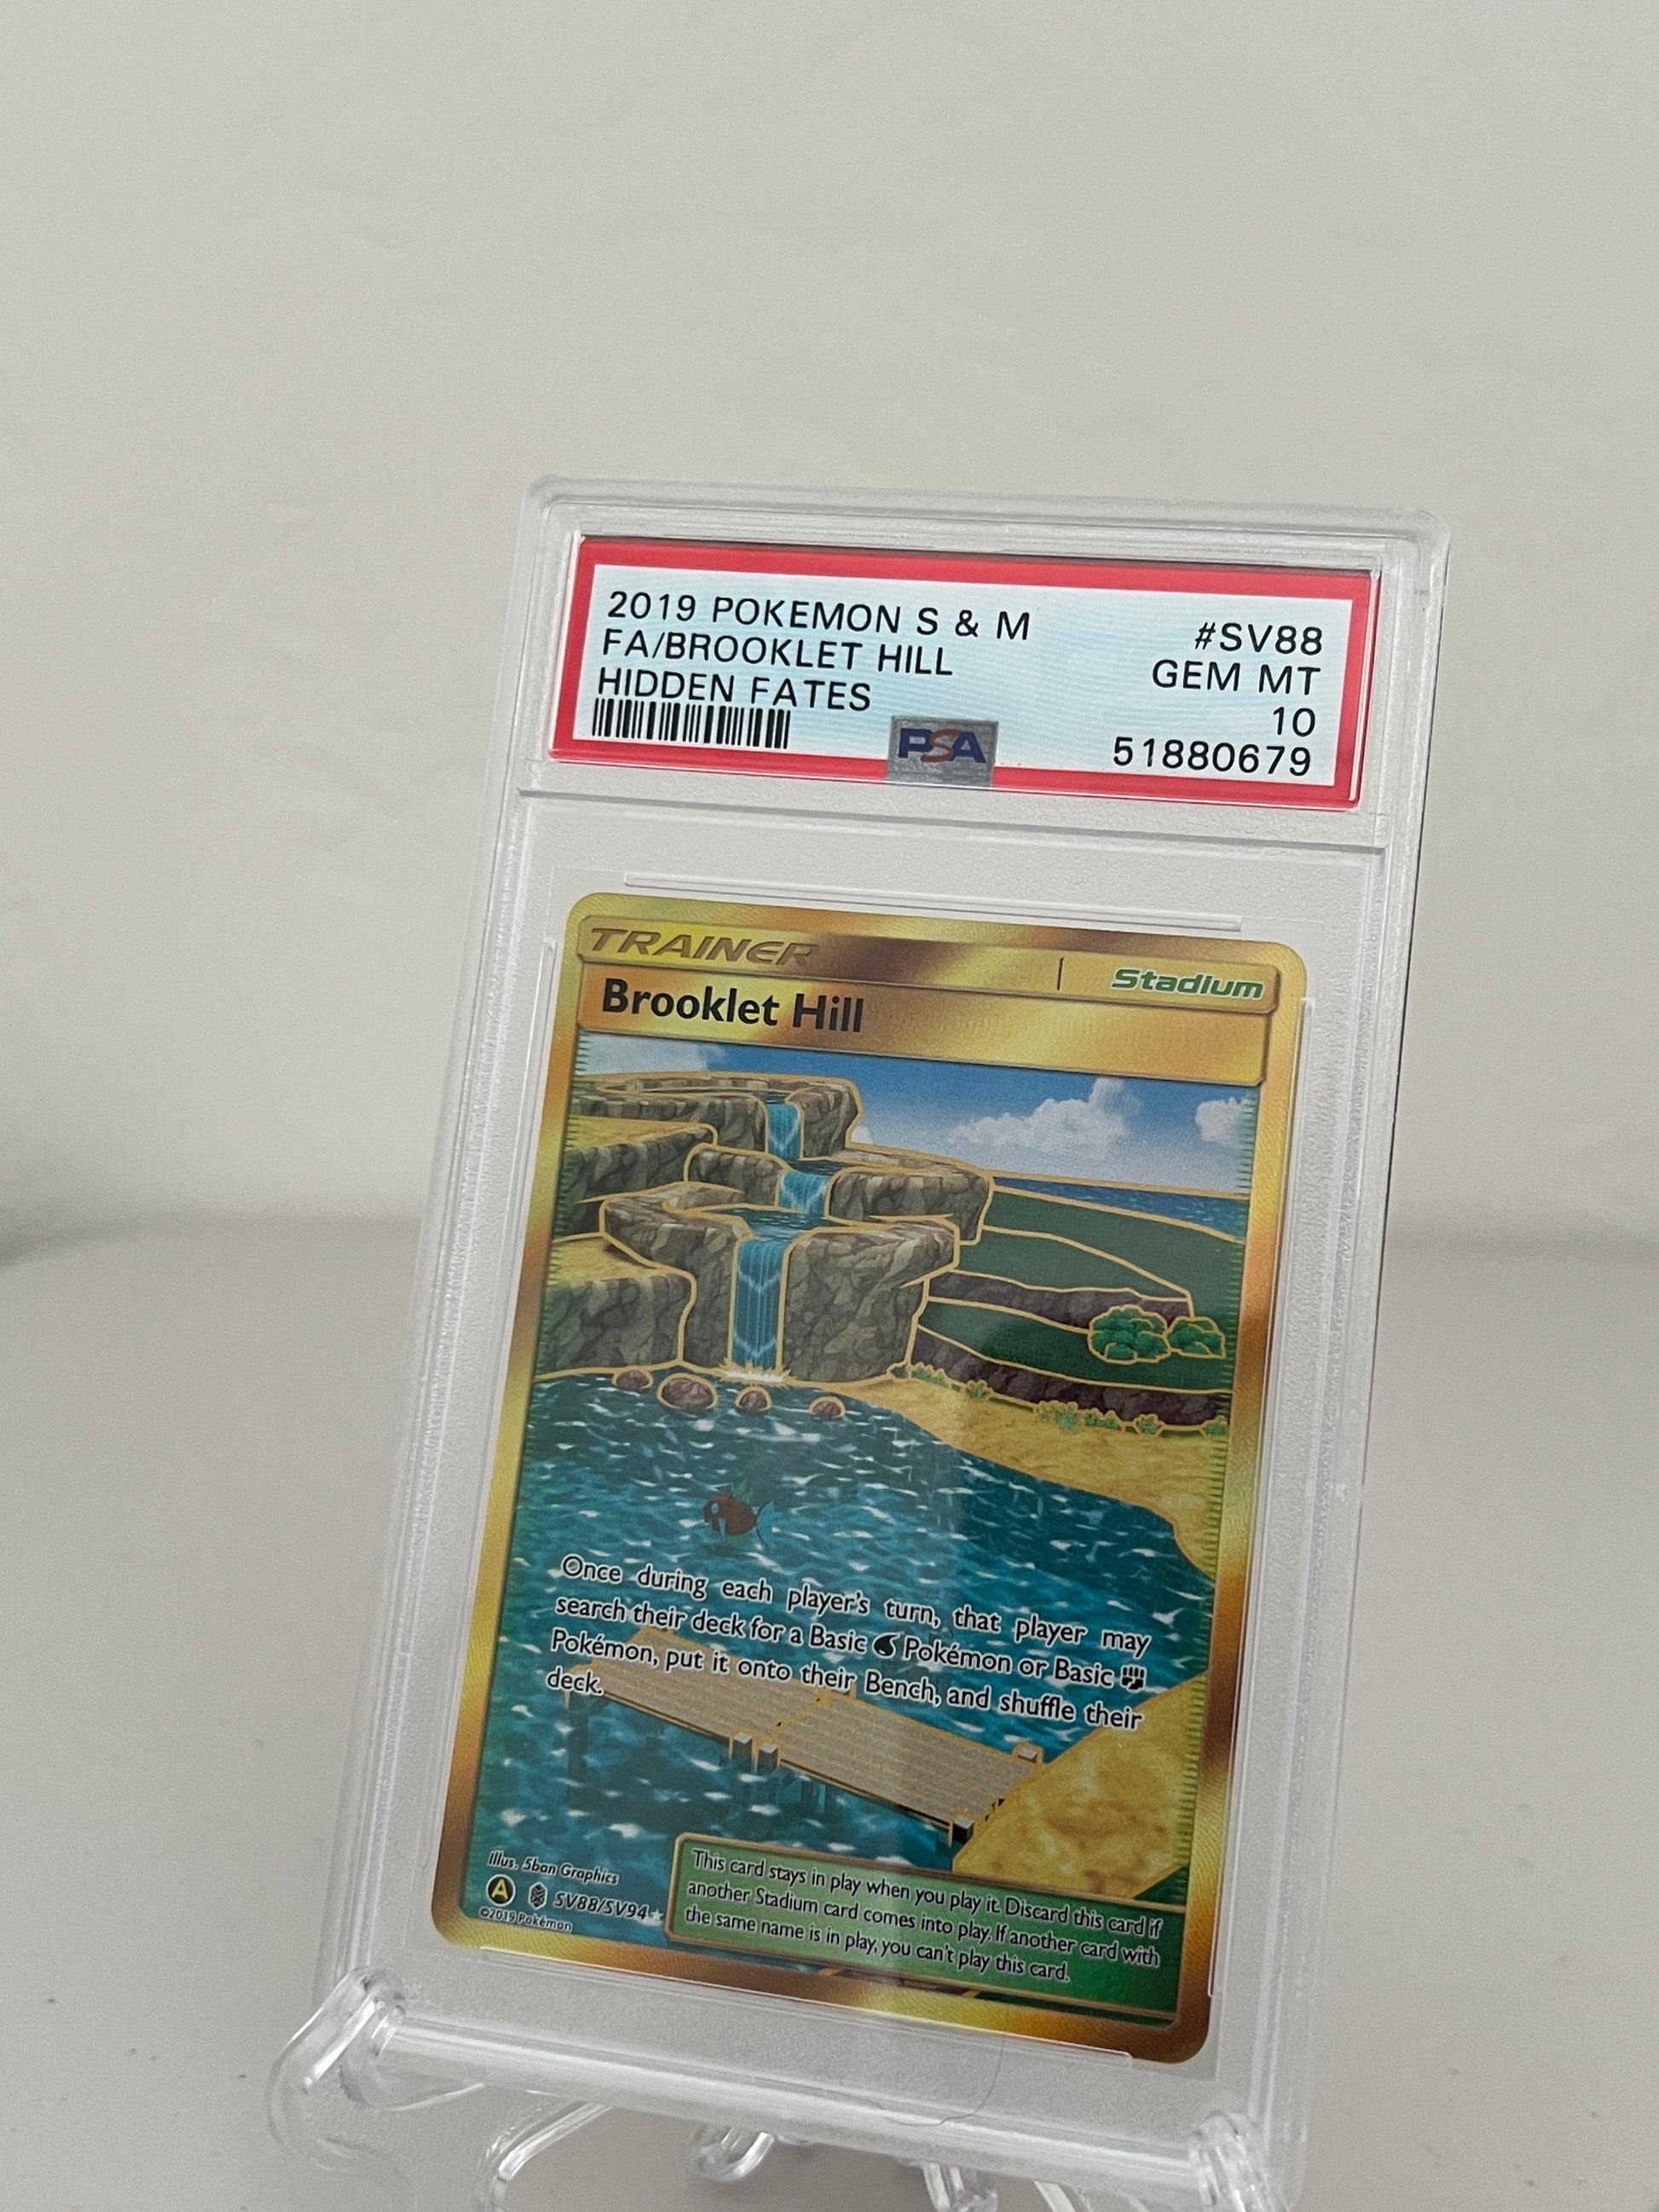 2019 POKEMON S & M #SV88
FA/BROOKLET HILL GEM MT
HIDDEN FATES 10
PSA 51880679
TRAINER Stadium
Brooklet Hill
Once during each player's turn, that player may
search their deck for a Basic Pokémon or Basic
Pokémon, put it onto their Bench, and shuffle their
deck.
Illus. 5ban Graphics
A SV88/SV94
©2019 Pokémon
This card stays in play when you play it. Discard this card if
another Stadium card comes into play. If another card with
the same name is in play, you can't play this card.